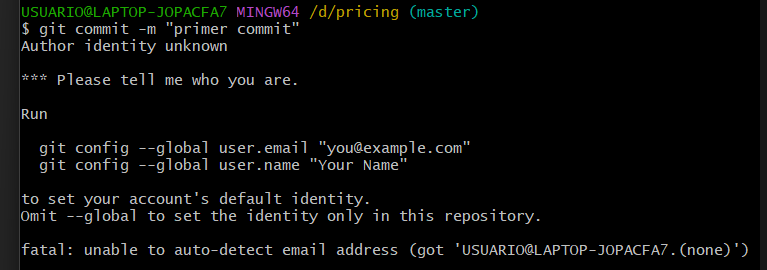 USUARIO@LAPTOP-JOPACFA7 MINGW64 /d/pricing (master)
$ git commit -m "primer commit"
Author identity unknown
*** Please tell me who you are.
Run
git config --global user.email "you@example.com"
git config --global user.name "Your Name"
to set your account's default identity.
Omit --global to set the identity only in this repository.
fatal: unable to auto-detect email address (got 'USUARIO@LAPTOP-JOPACFA7.(none)')